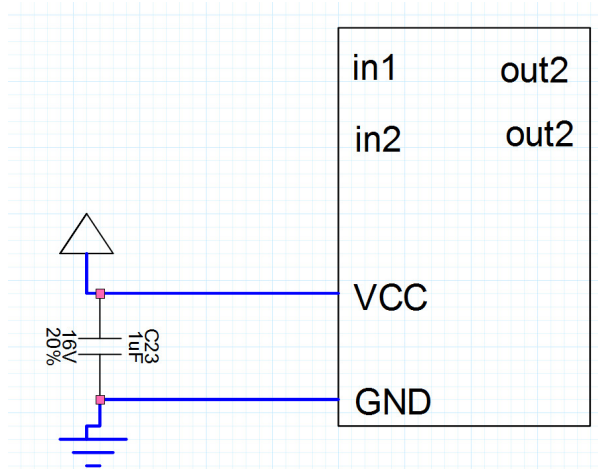 in1
out2
in2
out2
VCC
C23
1uF
16V
20%
GND